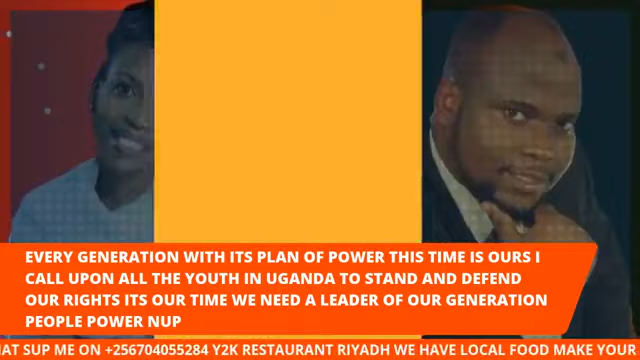 EVERY GENERATION WITH ITS PLAN OF POWER THIS TIME IS OURS I
CALL UPON ALL THE YOUTH IN UGANDA TO STAND AND DEFEND
OUR RIGHTS ITS OUR TIME WE NEED A LEADER OF OUR GENERATION
PEOPLE POWER NUP
AT SUP ME ON +256704055284 Y2K RESTAURANT RIYADH WE HAVE LOCAL FOOD MAKE YOUR